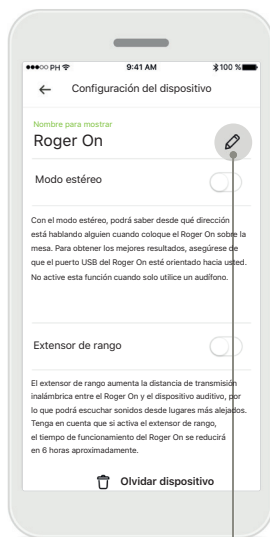 ●●●○○ PH 9:41 AM 100 %
Configuración del dispositivo
Nombre para mostrar
Roger On
Modo estéreo
Con el modo estéreo, podrá saber desde qué dirección
está hablando alguien cuando coloque el Roger On sobre la
mesa. Para obtener los mejores resultados, asegúrese de
que el puerto USB del Roger On esté orientado hacia usted.
No active esta función cuando solo utilice un audífono.
Extensor de rango
El extensor de rango aumenta la distancia de transmisión
inalámbrica entre el Roger On y el dispositivo auditivo, por
lo que podrá escuchar sonidos desde lugares más alejados.
Tenga en cuenta que si activa el extensor de rango,
el tiempo de funcionamiento del Roger On se reducirá
en 6 horas aproximadamente.
Olvidar dispositivo